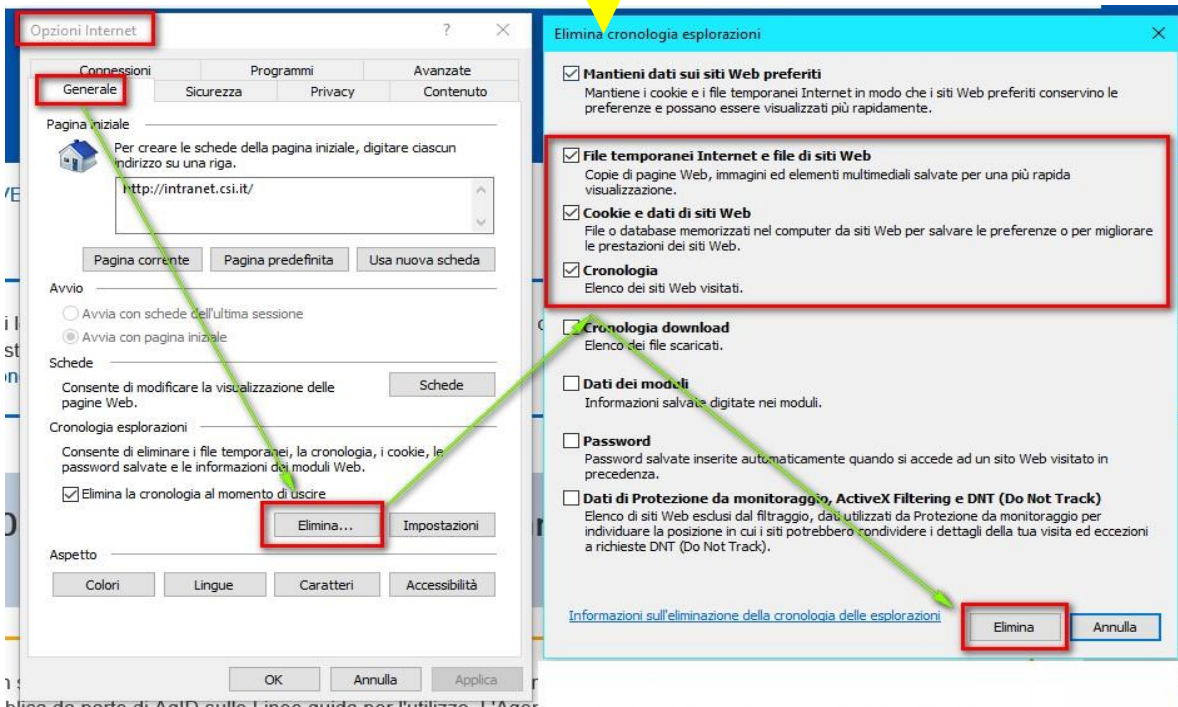 Opzioni Internet
?
Connessioni Programmi Avanzate
Generale Sicurezza Privacy Contenuto
Pagina iniziale
Per creare le schede della pagina iniziale, digitare ciascun
indirizzo su una riga.
http://intranet.csi.it/
Pagina corrente Pagina predefinita Usa nuova scheda
Avvio
Avvia con schede dell'ultima sessione
Avvia con pagina iniziale
Schede
Consente di modificare la visualizzazione delle
pagine Web.
Schede
Cronologia esplorazioni
Consente di eliminare i file temporanei, la cronologia, i cookie, le
password salvate e le informazioni dei moduli Web.
Elimina la cronologia al momento di uscire
Elimina... Impostazioni
Aspetto
Colori Lingue Caratteri Accessibilità
OK Annulla Applica
Elimina cronologia esplorazioni
Mantieni dati sui siti Web preferiti
Mantiene i cookie e i file temporanei Internet in modo che i siti Web preferiti conservino le
preferenze e possano essere visualizzati più rapidamente.
File temporanei Internet e file di siti Web
Copie di pagine Web, immagini ed elementi multimediali salvate per una più rapida
visualizzazione.
Cookie e dati di siti Web
File o database memorizzati nel computer da siti Web per salvare le preferenze o per migliorare
le prestazioni dei siti Web.
Cronologia
Elenco dei siti Web visitati.
Cronologia download
Elenco dei file scaricati.
Dati dei moduli
Informazioni salvate digitate nei moduli.
Password
Password salvate inserite automaticamente quando si accede ad un sito Web visitato in
precedenza.
Dati di Protezione da monitoraggio, ActiveX Filtering e DNT (Do Not Track)
Elenco di siti Web esclusi dal filtraggio, dati utilizzati da Protezione da monitoraggio per
individuare la posizione in cui i siti potrebbero condividere i dettagli della tua visita ed eccezioni
a richieste DNT (Do Not Track).
Informazioni sull'eliminazione della cronologia delle esplorazioni
Elimina Annulla
da parte di AgID sulle Linee guida per l'utilizzo.